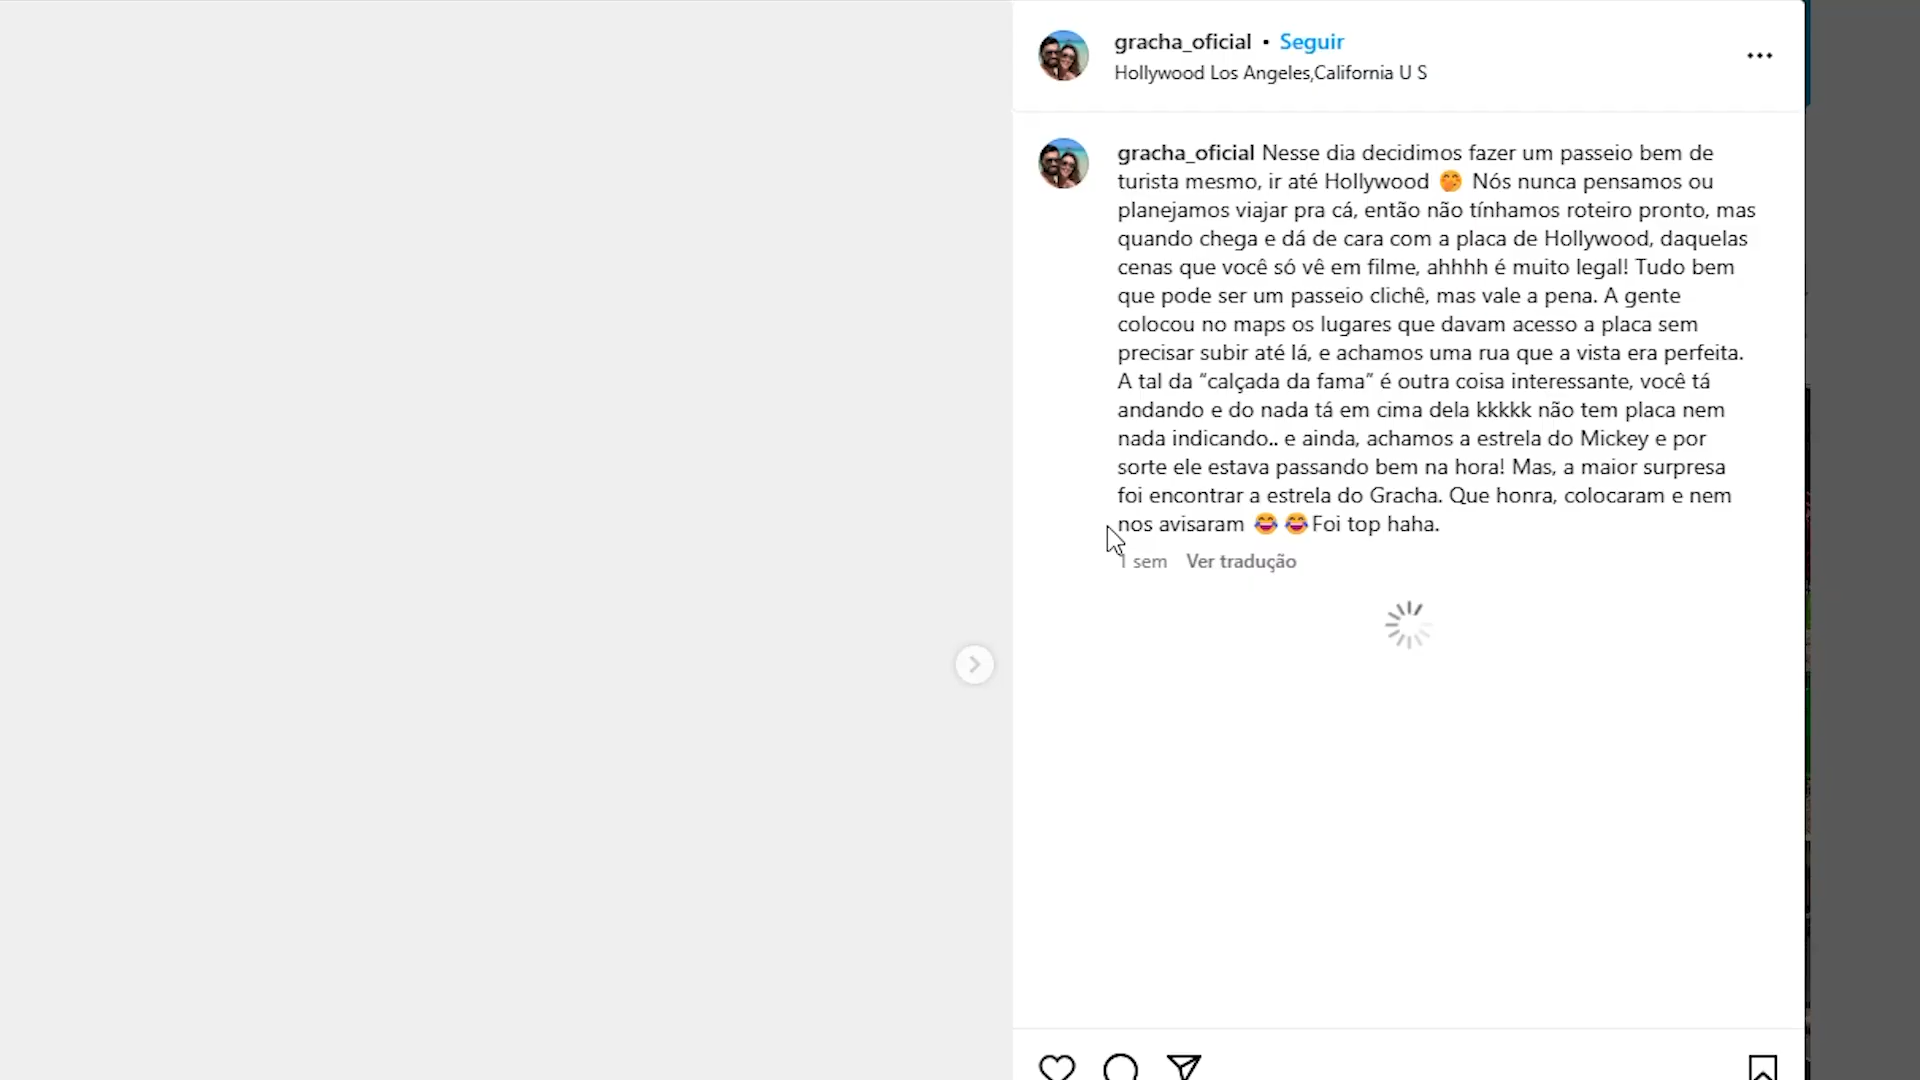 gracha_oficial • Seguir
Hollywood Los Angeles,California U S
gracha_oficial Nesse dia decidimos fazer um passeio bem de
turista mesmo, ir até Hollywood 🤭 Nós nunca pensamos ou
planejamos viajar pra cá, então não tínhamos roteiro pronto, mas
quando chega e dá de cara com a placa de Hollywood, daquelas
cenas que você só vê em filme, ahhhh é muito legal! Tudo bem
que pode ser um passeio clichê, mas vale a pena. A gente
colocou no maps os lugares que davam acesso a placa sem
precisar subir até lá, e achamos uma rua que a vista era perfeita.
A tal da “calçada da fama” é outra coisa interessante, você tá
andando e do nada tá em cima dela kkkkk não tem placa nem
nada indicando.. e ainda, achamos a estrela do Mickey e por
sorte ele estava passando bem na hora! Mas, a maior surpresa
foi encontrar a estrela do Gracha. Que honra, colocaram e nem
nos avisaram 😂 😂Foi top haha.
1 sem Ver tradução